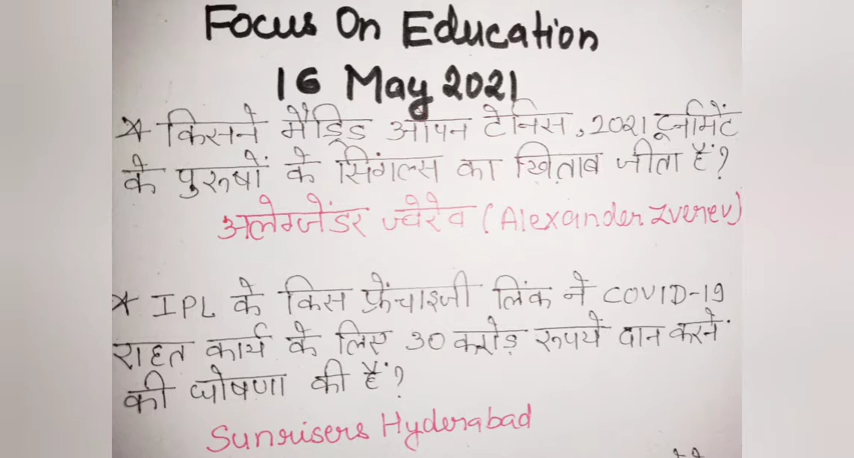 Focus On Education
16 May 2021
* किसने मैड्रिड ओपन टेनिस, 2021 टूर्नामेंट
के पुरुषों के सिंगल्स का ख़िताब जीता हैं?
अलेग्जेंडर ज्वेरेव (Alexander Zverev)
* IPL के किस फ्रेंचाइजी लिंक ने COVID-19
राहत कार्य के लिए 30 करोड़ रूपयें दान करने
की घोषणा की हैं?
Sunrisers Hyderabad